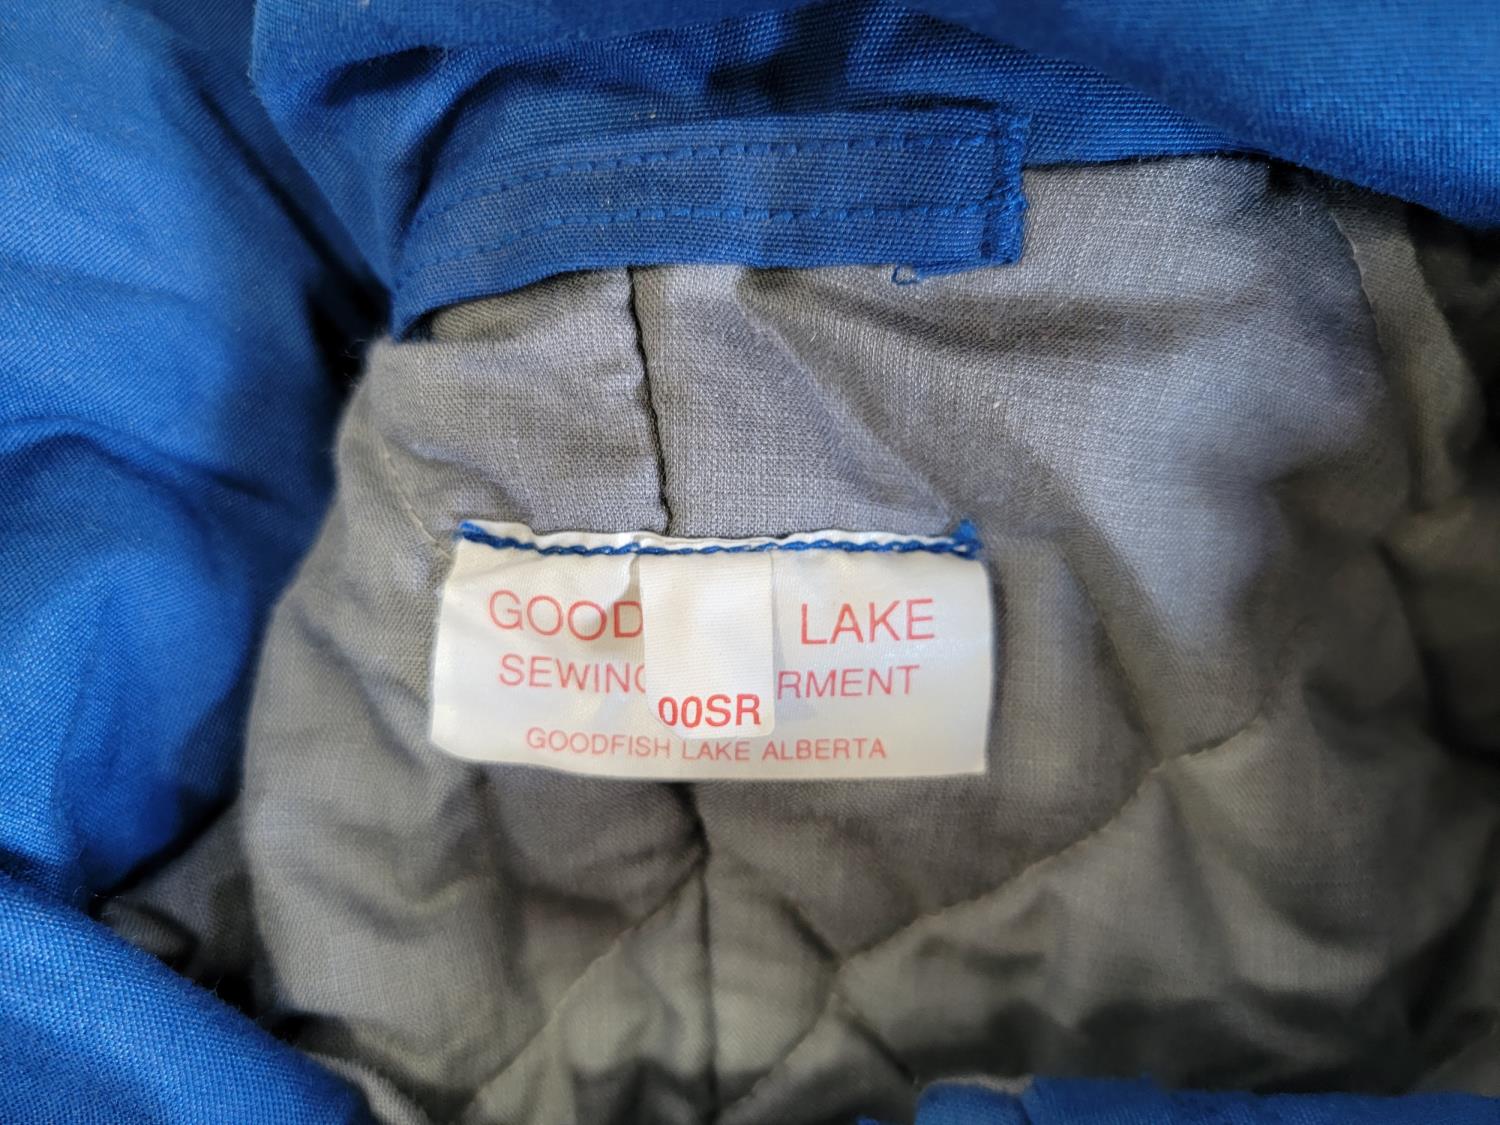 GOOD LAKE
SEWING RMENT
00SR
GOODFISH LAKE ALBERTA